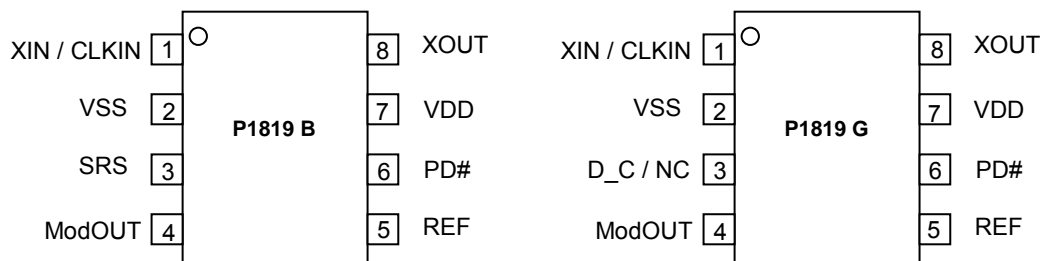 XIN / CLKIN 1 8 XOUT
VSS 2 7 VDD
P1819 B
SRS 3 6 PD#
ModOUT 4 5 REF
XIN / CLKIN 1 8 XOUT
VSS 2 7 VDD
P1819 G
D_C / NC 3 6 PD#
ModOUT 4 5 REF